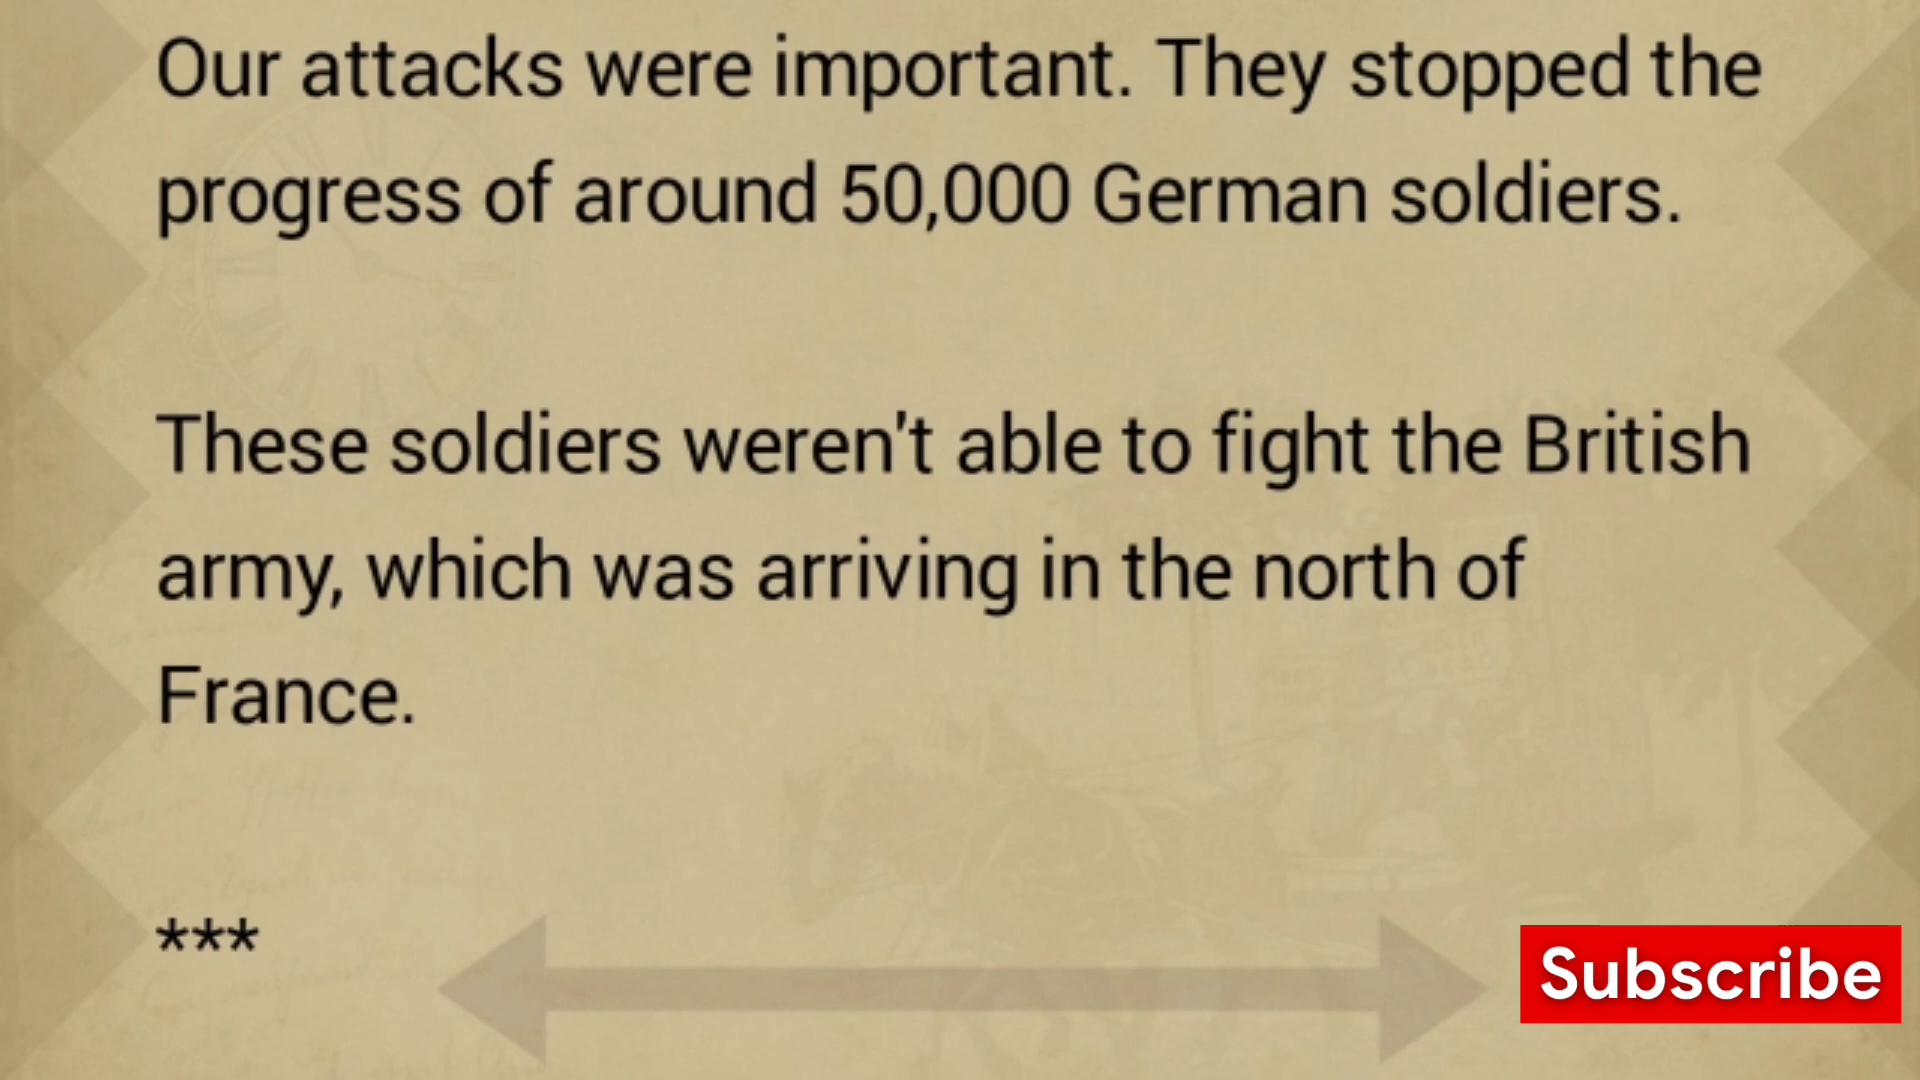 Our attacks were important. They stopped the
progress of around 50,000 German soldiers.
These soldiers weren't able to fight the British
army, which was arriving in the north of
France.
***
Subscribe